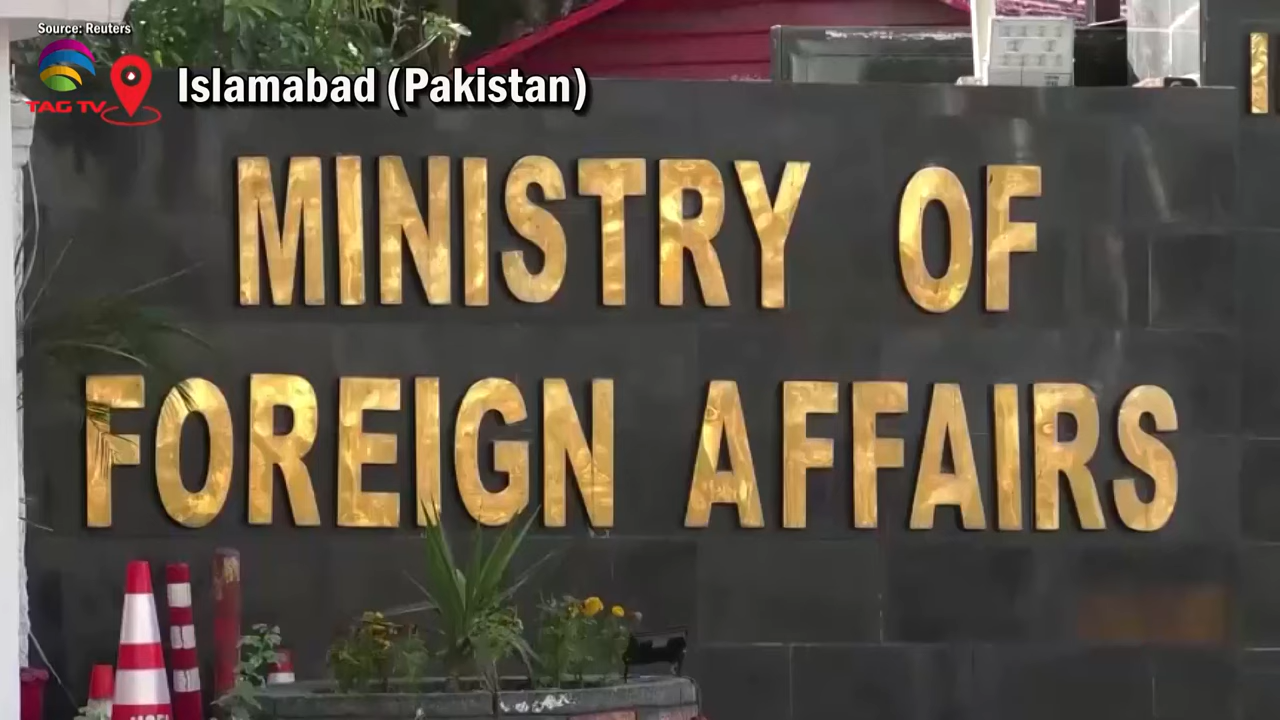 Source: Reuters
TAG TV
Islamabad (Pakistan)
MINISTRY OF
FOREIGN AFFAIRS